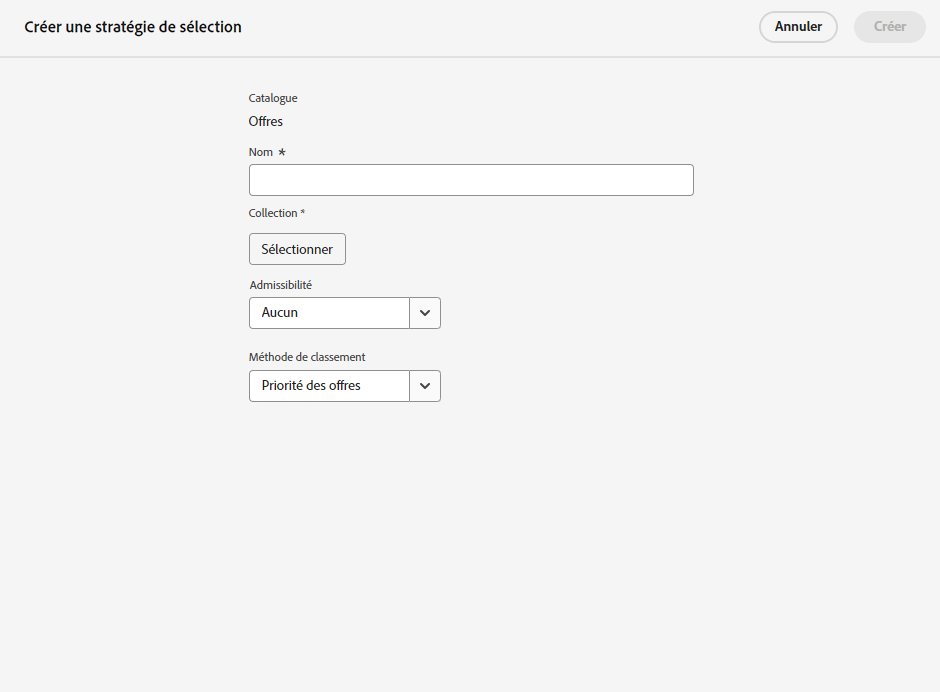 Créer une stratégie de sélection
Annuler
Créer
Catalogue
Offres
Nom *
Collection *
Sélectionner
Admissibilité
Aucun
Méthode de classement
Priorité des offres